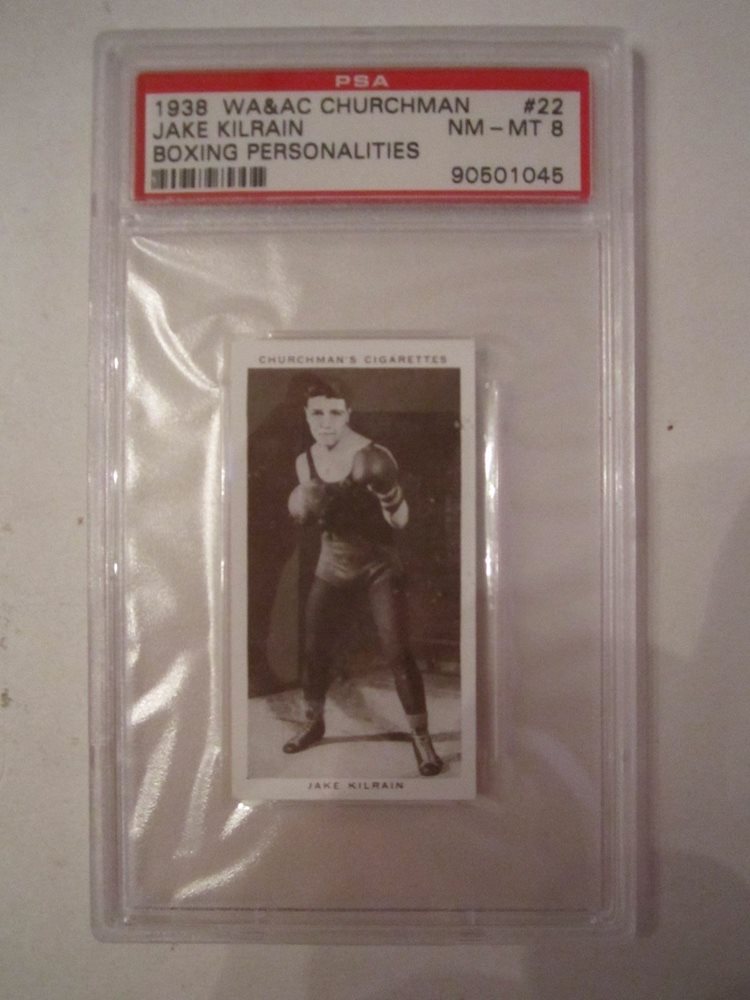 PSA
1938 WA&AC CHURCHMAN #22
JAKE KILRAIN NM - MT 8
BOXING PERSONALITIES
90501045
CHURCHMAN'S CIGARETTES
JAKE KILRAIN